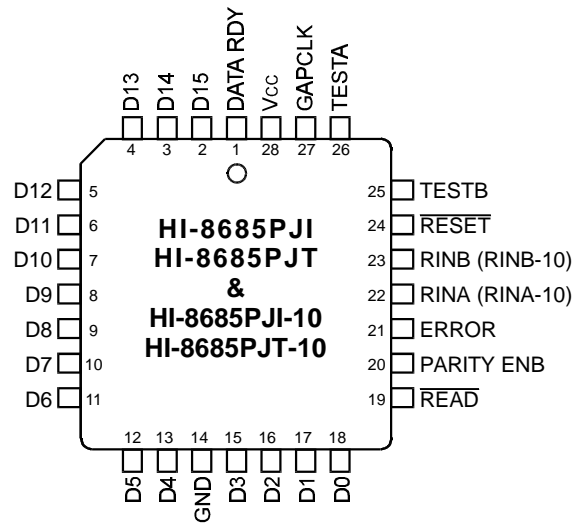 D13 D14 D15 DATA RDY Vcc GAPCLK TESTA
4 3 2 1 28 27 26
D12 5
D11 6
D10 7
D9 8
D8 9
D7 10
D6 11
HI-8685PJI
HI-8685PJT
&
HI-8685PJI-10
HI-8685PJT-10
25 TESTB
24 RESET
23 RINB (RINB-10)
22 RINA (RINA-10)
21 ERROR
20 PARITY ENB
19 READ
12 13 14 15 16 17 18
D5 D4 GND D3 D2 D1 D0